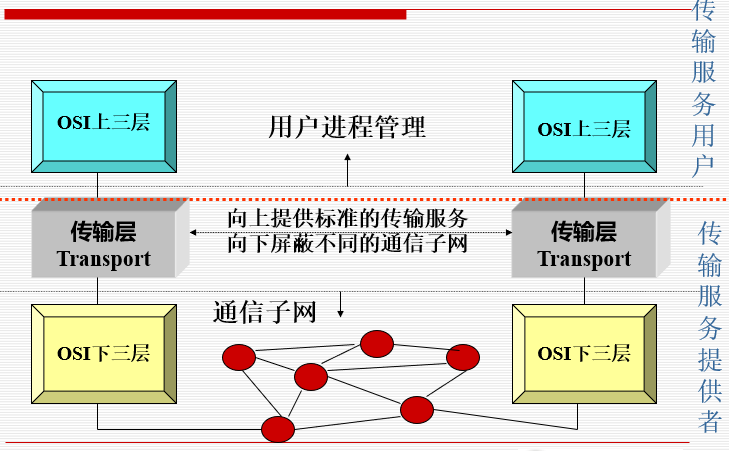 传输服务用户
OSI上三层
用户进程管理
OSI上三层
传输层
Transport
向上提供标准的传输服务
向下屏蔽不同的通信子网
传输层
Transport
传输服务提供者
通信子网
OSI下三层
OSI下三层